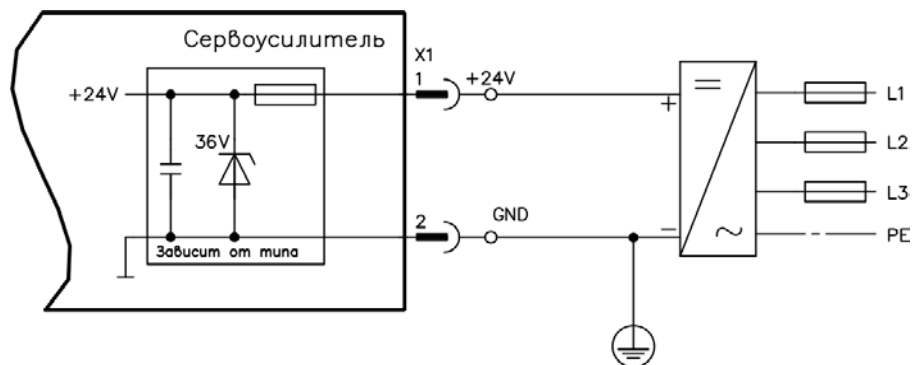 Сервоусилитель
X1
1
+24V
+24V
+
=
L1
36V
L2
L3
2
GND
−
~
PE
Зависит от типа